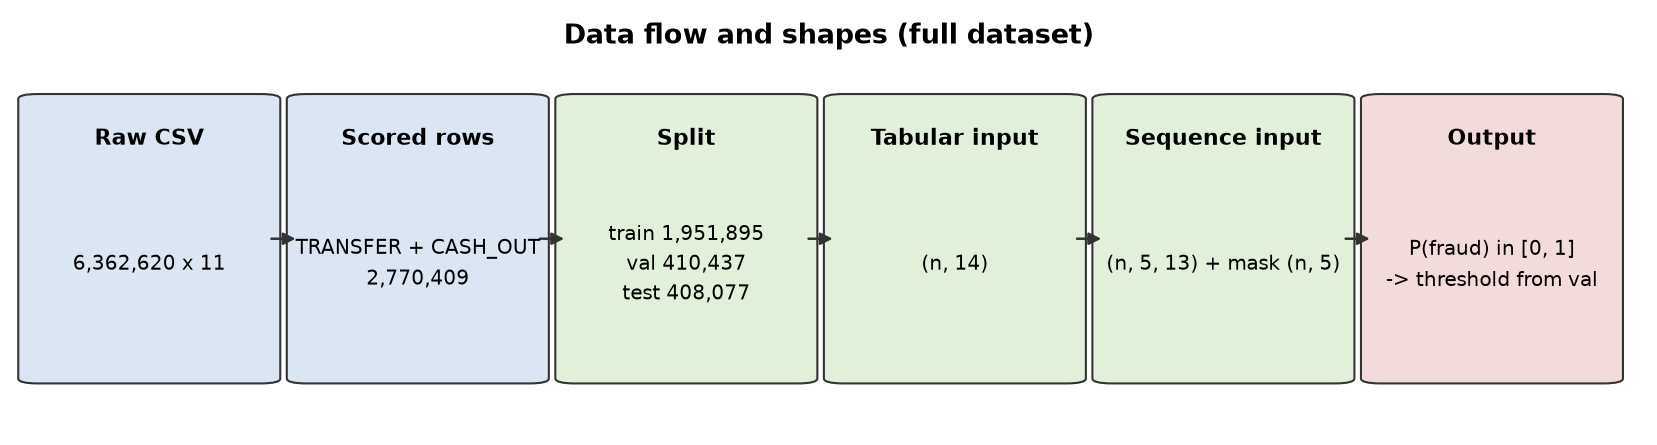 Data flow and shapes (full dataset)
Raw CSV
6,362,620 x 11
Scored rows
TRANSFER + CASH_OUT
2,770,409
Split
train 1,951,895
val 410,437
test 408,077
Tabular input
(n, 14)
Sequence input
(n, 5, 13) + mask (n, 5)
Output
P(fraud) in [0, 1]
-> threshold from val